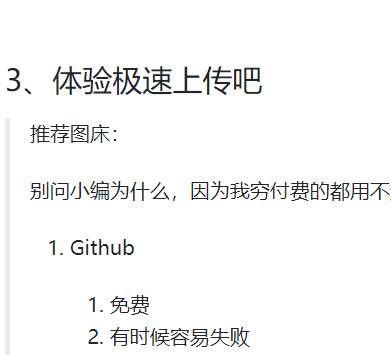 3、体验极速上传吧
推荐图床：
别问小编为什么，因为我穷付费的都用不
1. Github
1. 免费
2. 有时候容易失败